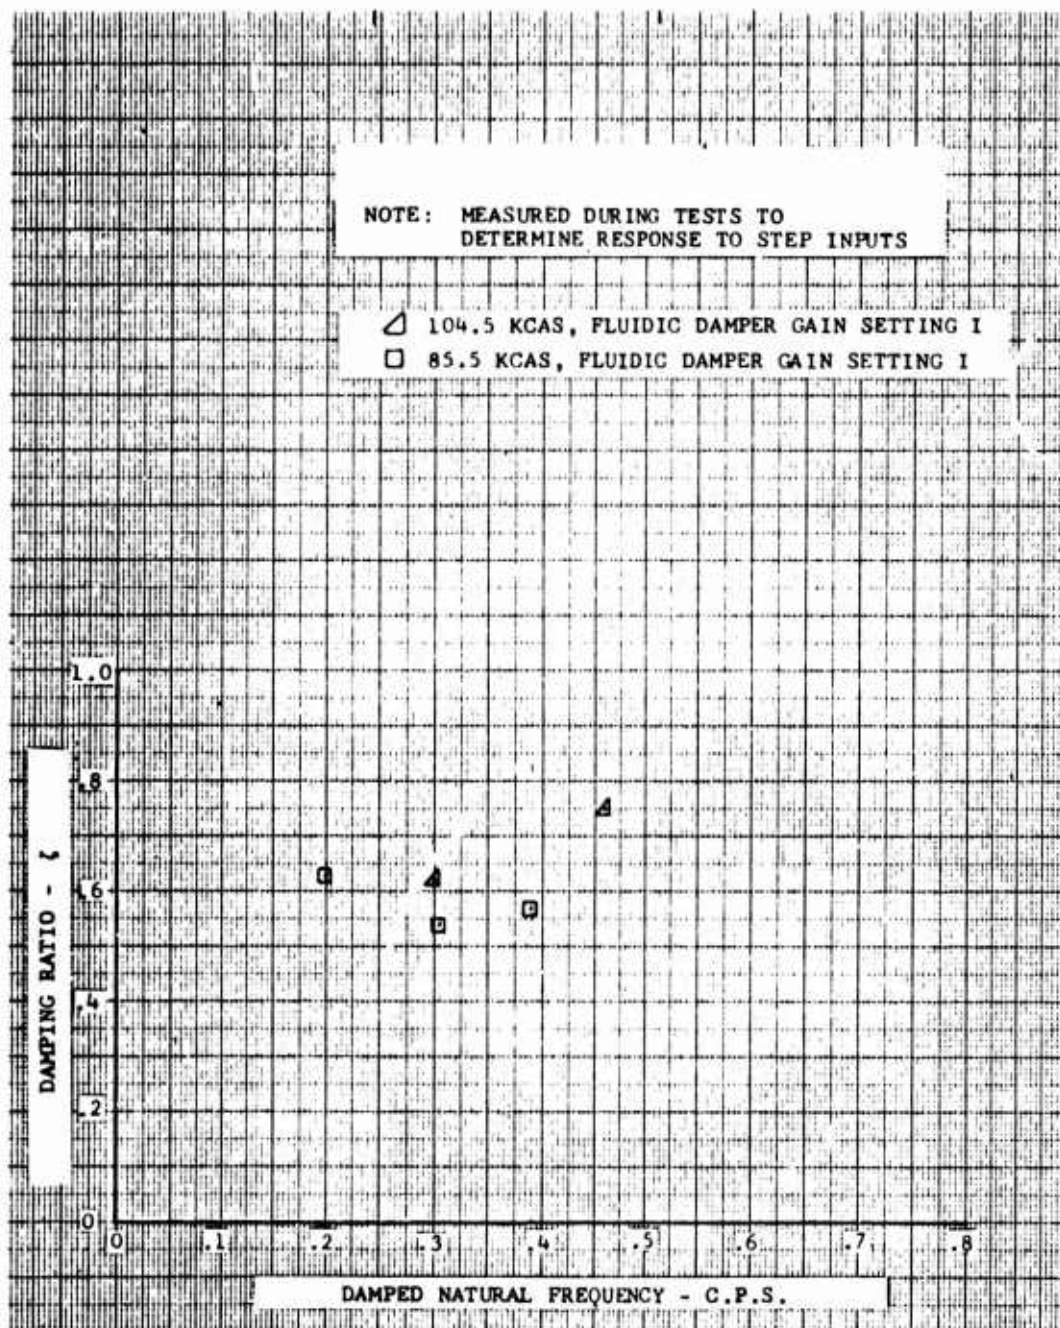 NOTE: MEASURED DURING TESTS TO
DETERMINE RESPONSE TO STEP INPUTS
104.5 KCAS, FLUIDIC DAMPER GAIN SETTING I
85.5 KCAS, FLUIDIC DAMPER GAIN SETTING I
1.0
.8
.6
.4
.2
0
DAMPING RATIO - ζ
0 .1 .2 .3 .4 .5 .6 .7 .8
DAMPED NATURAL FREQUENCY - C.P.S.